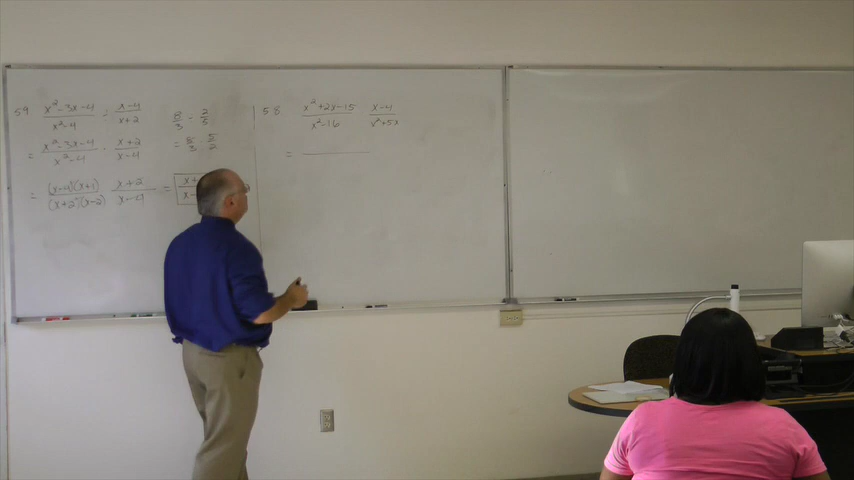 59 x²-3x-4 / x²-4 ÷ x-4 / x+2
8/3 ÷ 2/5
= x²-3x-4 / x²-4 · x+2 / x-4
= 8/3 · 5/2
= (x-4)(x+1) / (x+2)(x-2) x+2 / x-4 = x+ / x-
58 x²+2x-15 / x²-16 x-4 / x²+5x
=